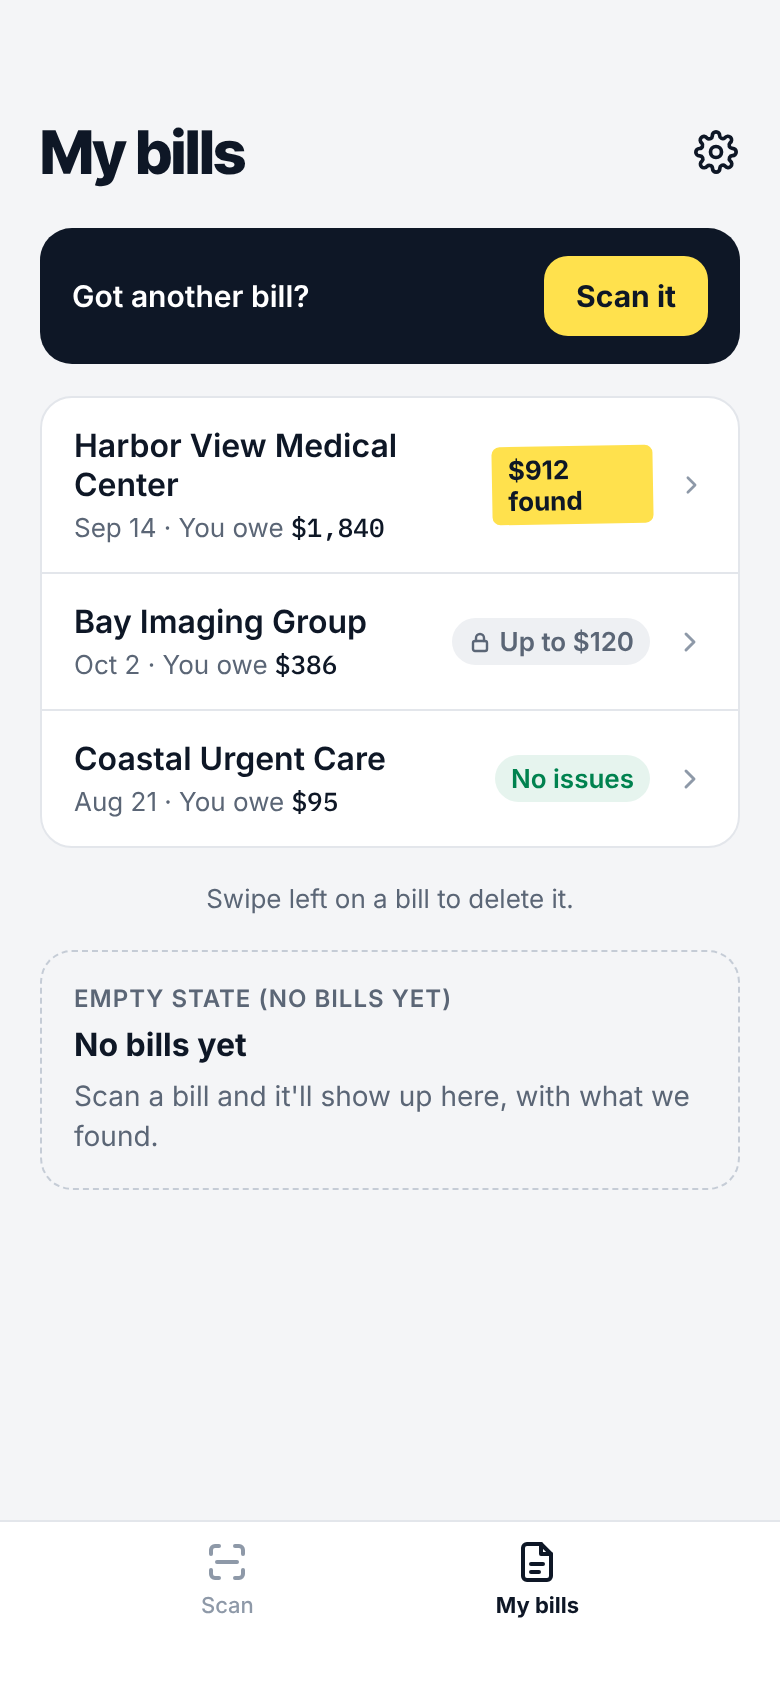 My bills
Got another bill?
Scan it
Harbor View Medical
Center
Sep 14 · You owe $1,840
$912
found
Bay Imaging Group
Oct 2 · You owe $386
Up to $120
Coastal Urgent Care
Aug 21 · You owe $95
No issues
Swipe left on a bill to delete it.
EMPTY STATE (NO BILLS YET)
No bills yet
Scan a bill and it'll show up here, with what we
found.
Scan
My bills